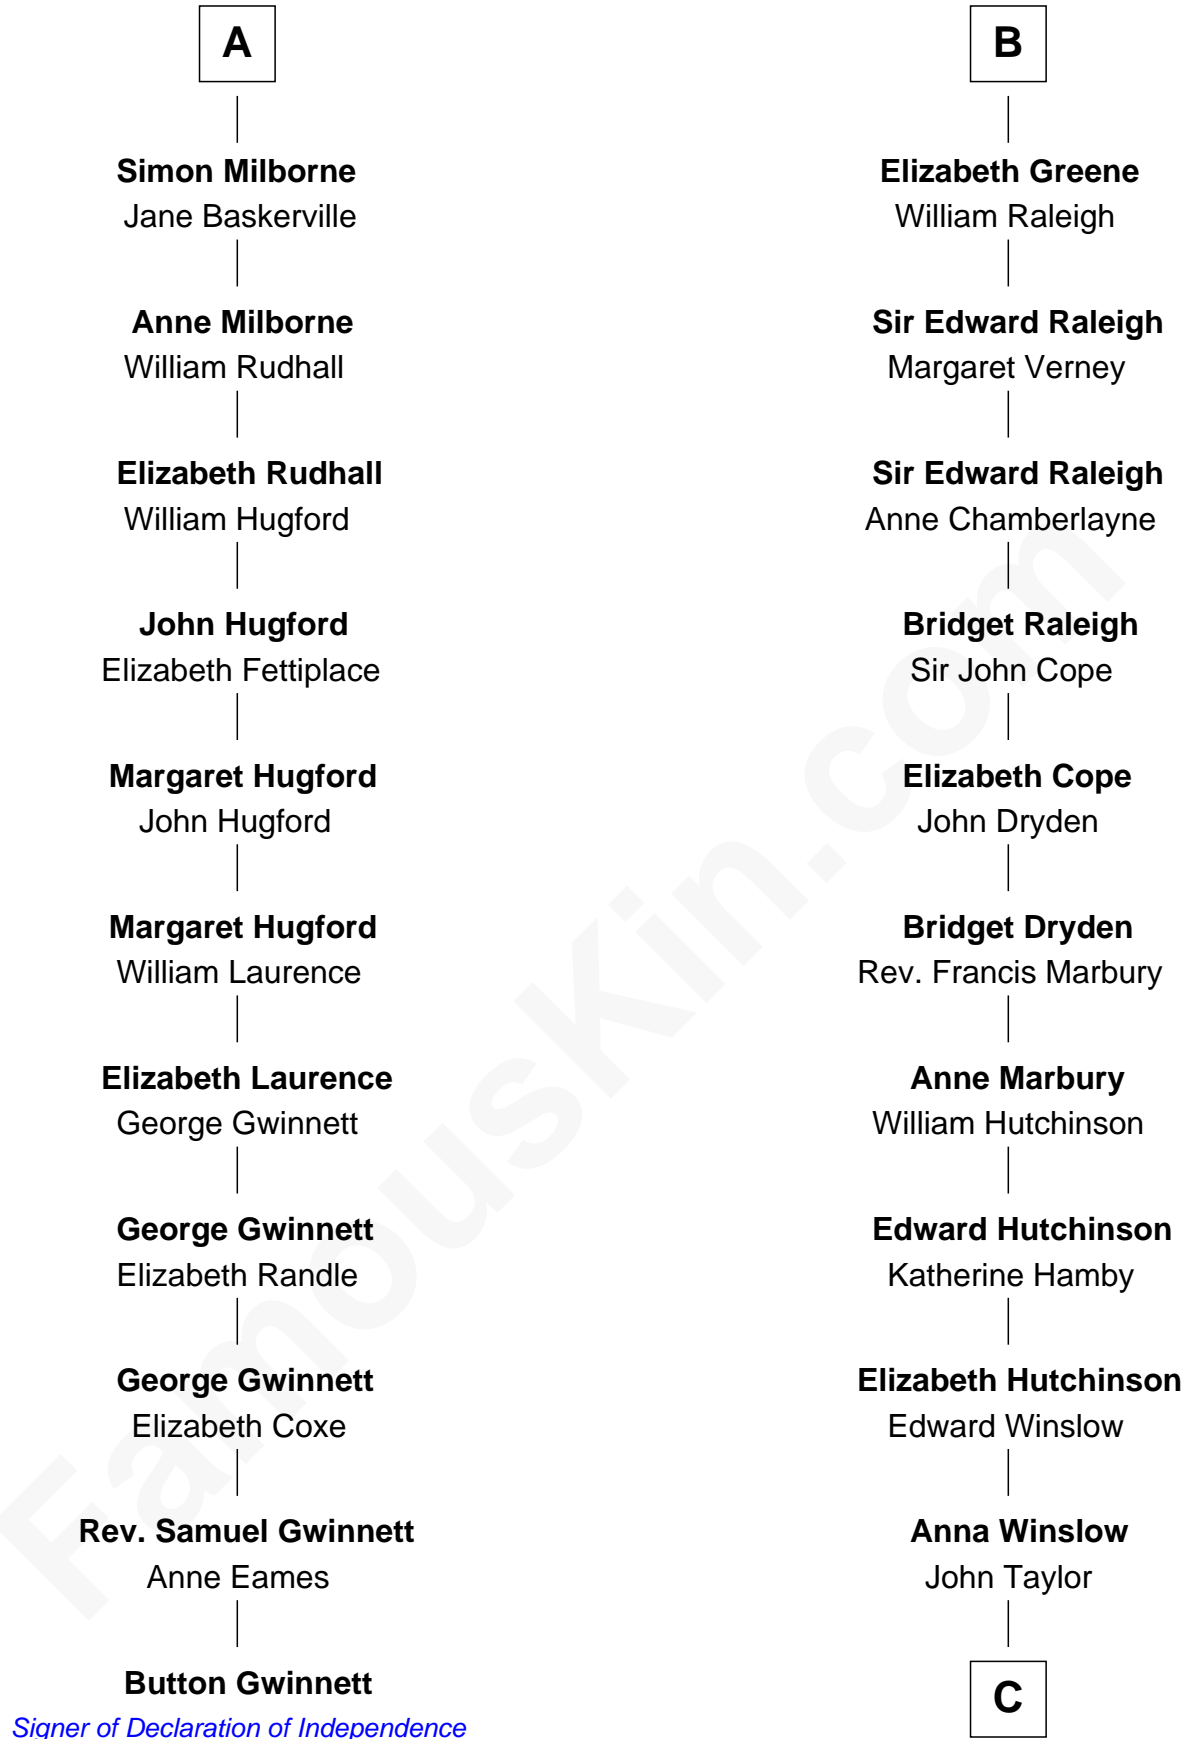 A
Simon Milborne
Jane Baskerville
Anne Milborne
William Rudhall
Elizabeth Rudhall
William Hugford
John Hugford
Elizabeth Fettiplace
Margaret Hugford
John Hugford
Margaret Hugford
William Laurence
Elizabeth Laurence
George Gwinnett
George Gwinnett
Elizabeth Randle
George Gwinnett
Elizabeth Coxe
Rev. Samuel Gwinnett
Anne Eames
Button Gwinnett
Signer of Declaration of Independence
B
Elizabeth Greene
William Raleigh
Sir Edward Raleigh
Margaret Verney
Sir Edward Raleigh
Anne Chamberlayne
Bridget Raleigh
Sir John Cope
Elizabeth Cope
John Dryden
Bridget Dryden
Rev. Francis Marbury
Anne Marbury
William Hutchinson
Edward Hutchinson
Katherine Hamby
Elizabeth Hutchinson
Edward Winslow
Anna Winslow
John Taylor
C
FamousKin.com